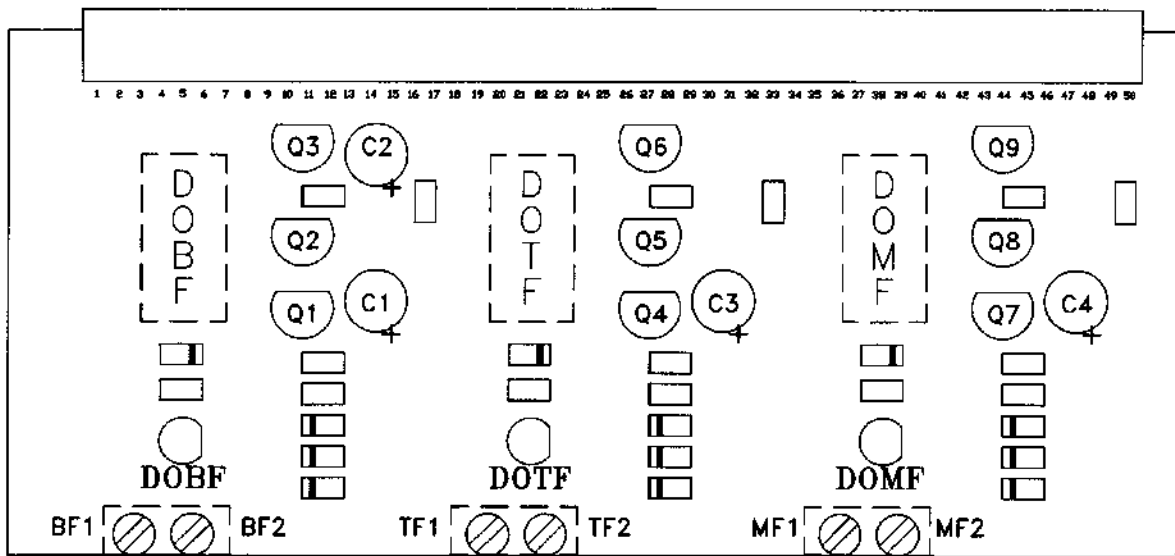 1 2 3 4 5 6 7 8 9 10 11 12 13 14 15 16 17 18 19 20 21 22 23 24 25 26 27 28 29 30 31 32 33 34 35 36 37 38 39 40 41 42 43 44 45 46 47 48 49 50
Q3 C2 Q6 Q9
DOBF DOTF DOMF
Q2 Q5 Q8
Q1 C1 Q4 C3 Q7 C4
+ + + +
DOBF DOTF DOMF
BF1 BF2 TF1 TF2 MF1 MF2